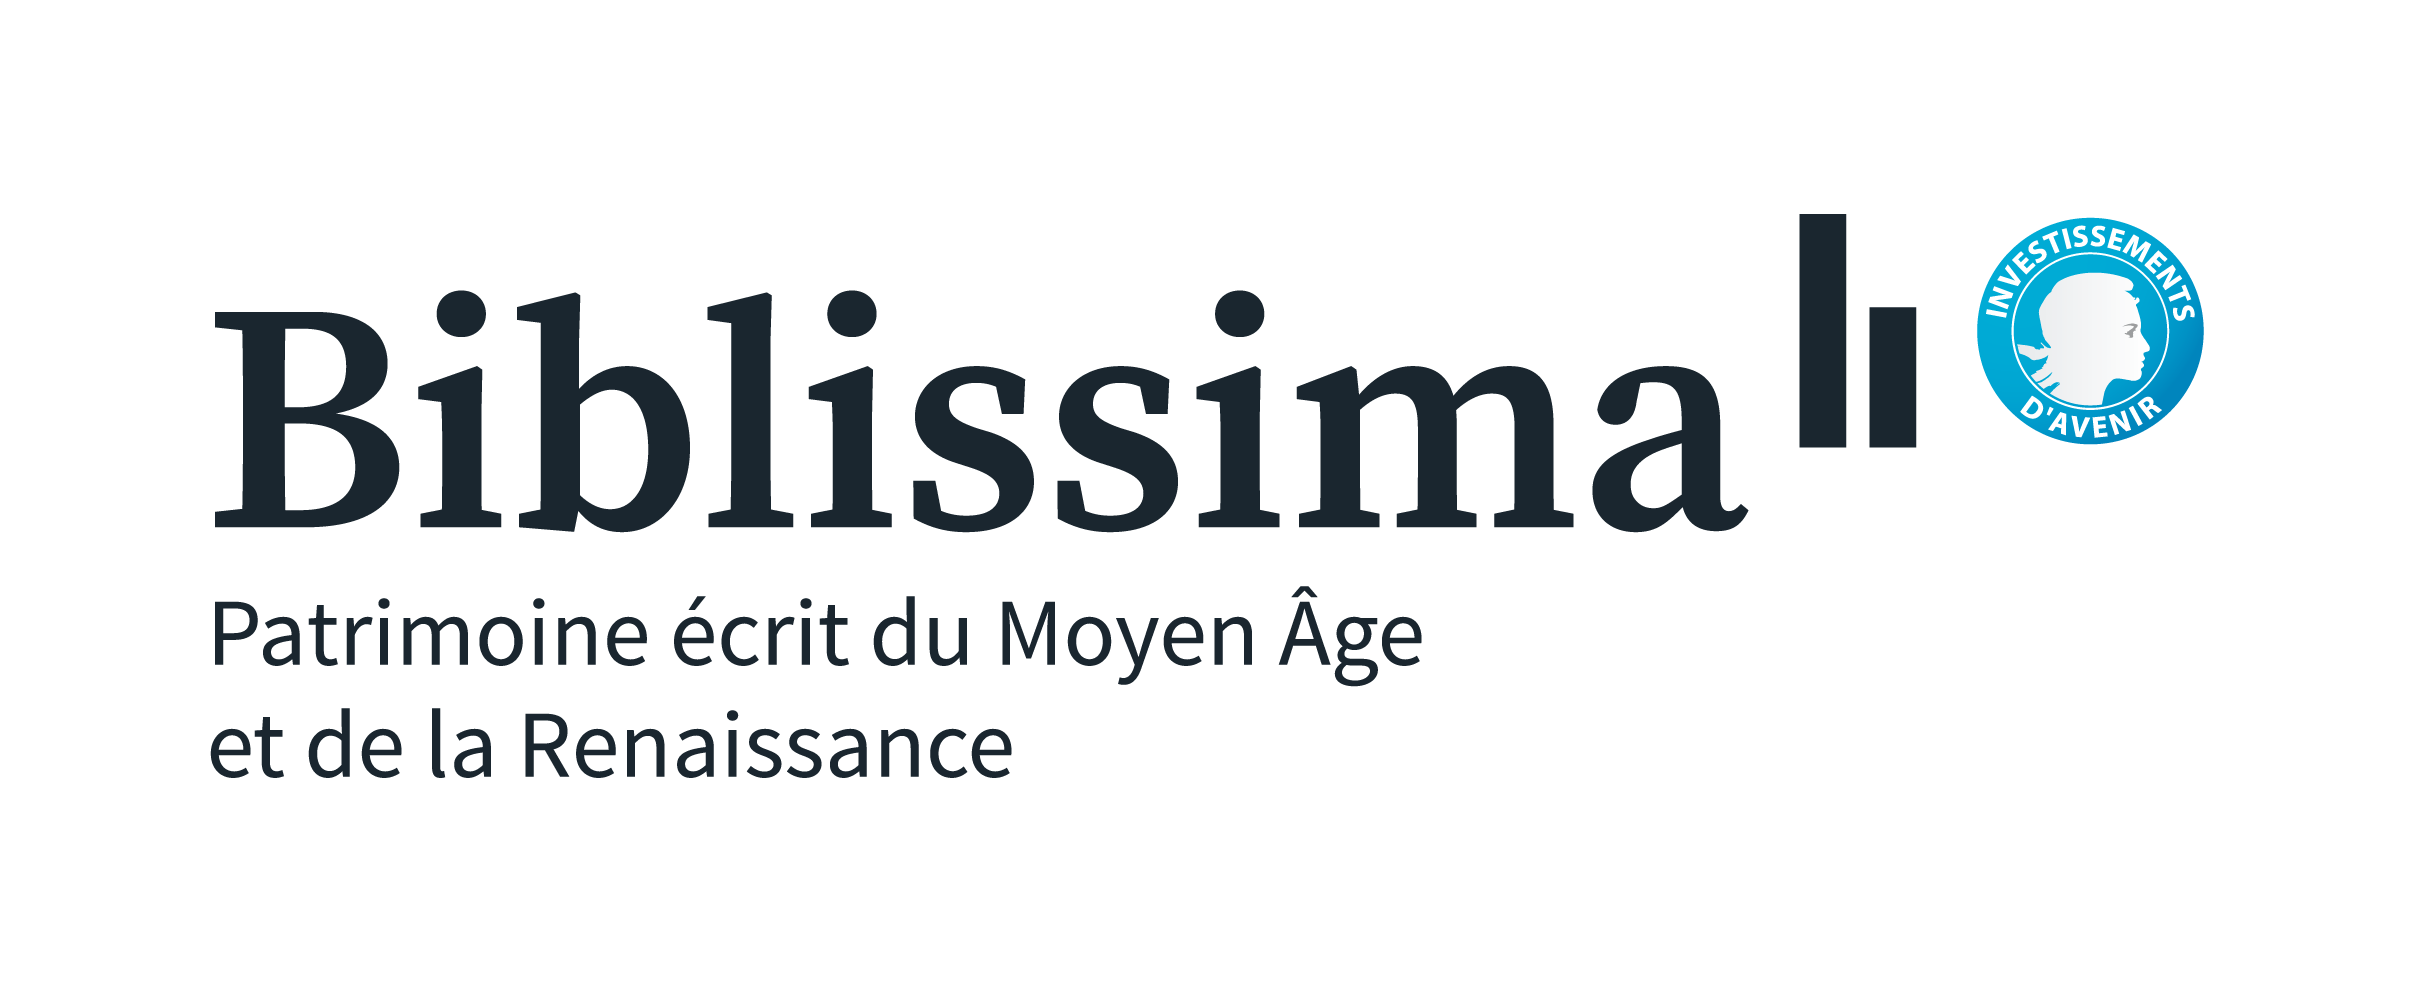 Biblissima
INVESTISSEMENTS
D'AVENIR
Patrimoine écrit du Moyen Âge
et de la Renaissance